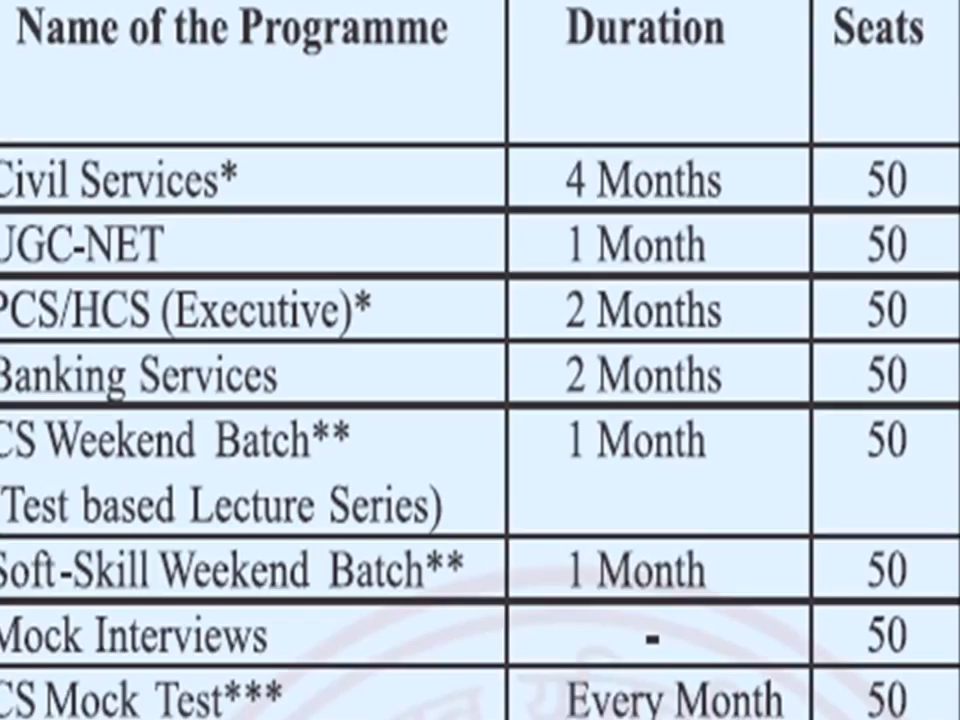 Name of the Programme Duration Seats
Civil Services* 4 Months 50
UGC-NET 1 Month 50
PCS/HCS (Executive)* 2 Months 50
Banking Services 2 Months 50
CS Weekend Batch** 1 Month 50
(Test based Lecture Series)
Soft-Skill Weekend Batch** 1 Month 50
Mock Interviews - 50
CS Mock Test*** Every Month 50